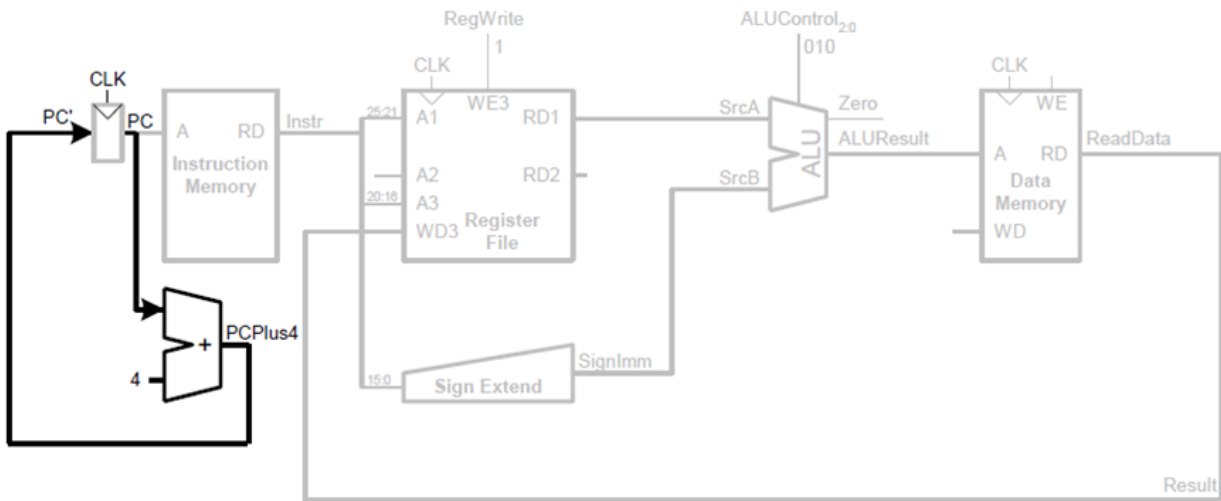 RegWrite
ALUControl2:0
1
010
CLK
CLK
CLK
PC'
PC
A
RD
Instr
25:21
A1
WE3
RD1
SrcA
Zero
WE
Instruction
Memory
A2
RD2
SrcB
ALU
ALUResult
A
RD
ReadData
20:16
A3
WD3
Register
File
Data
Memory
WD
PCPlus4
+
4
SignImm
15:0
Sign Extend
Result